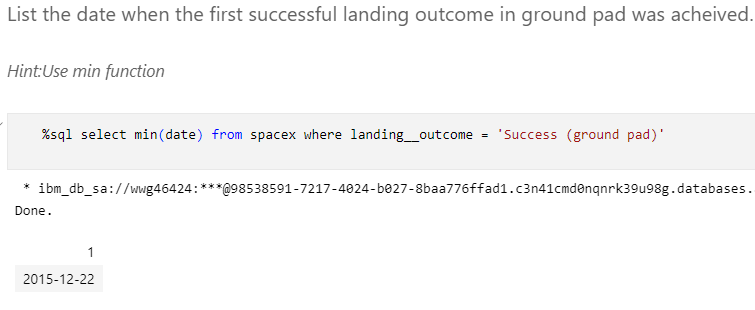 List the date when the first successful landing outcome in ground pad was acheived.
Hint:Use min function
%sql select min(date) from spacex where landing__outcome = 'Success (ground pad)'
* ibm_db_sa://wwg46424:***@98538591-7217-4024-b027-8baa776ffad1.c3n41cmd0nqnrk39u98g.databases.
Done.
1
2015-12-22